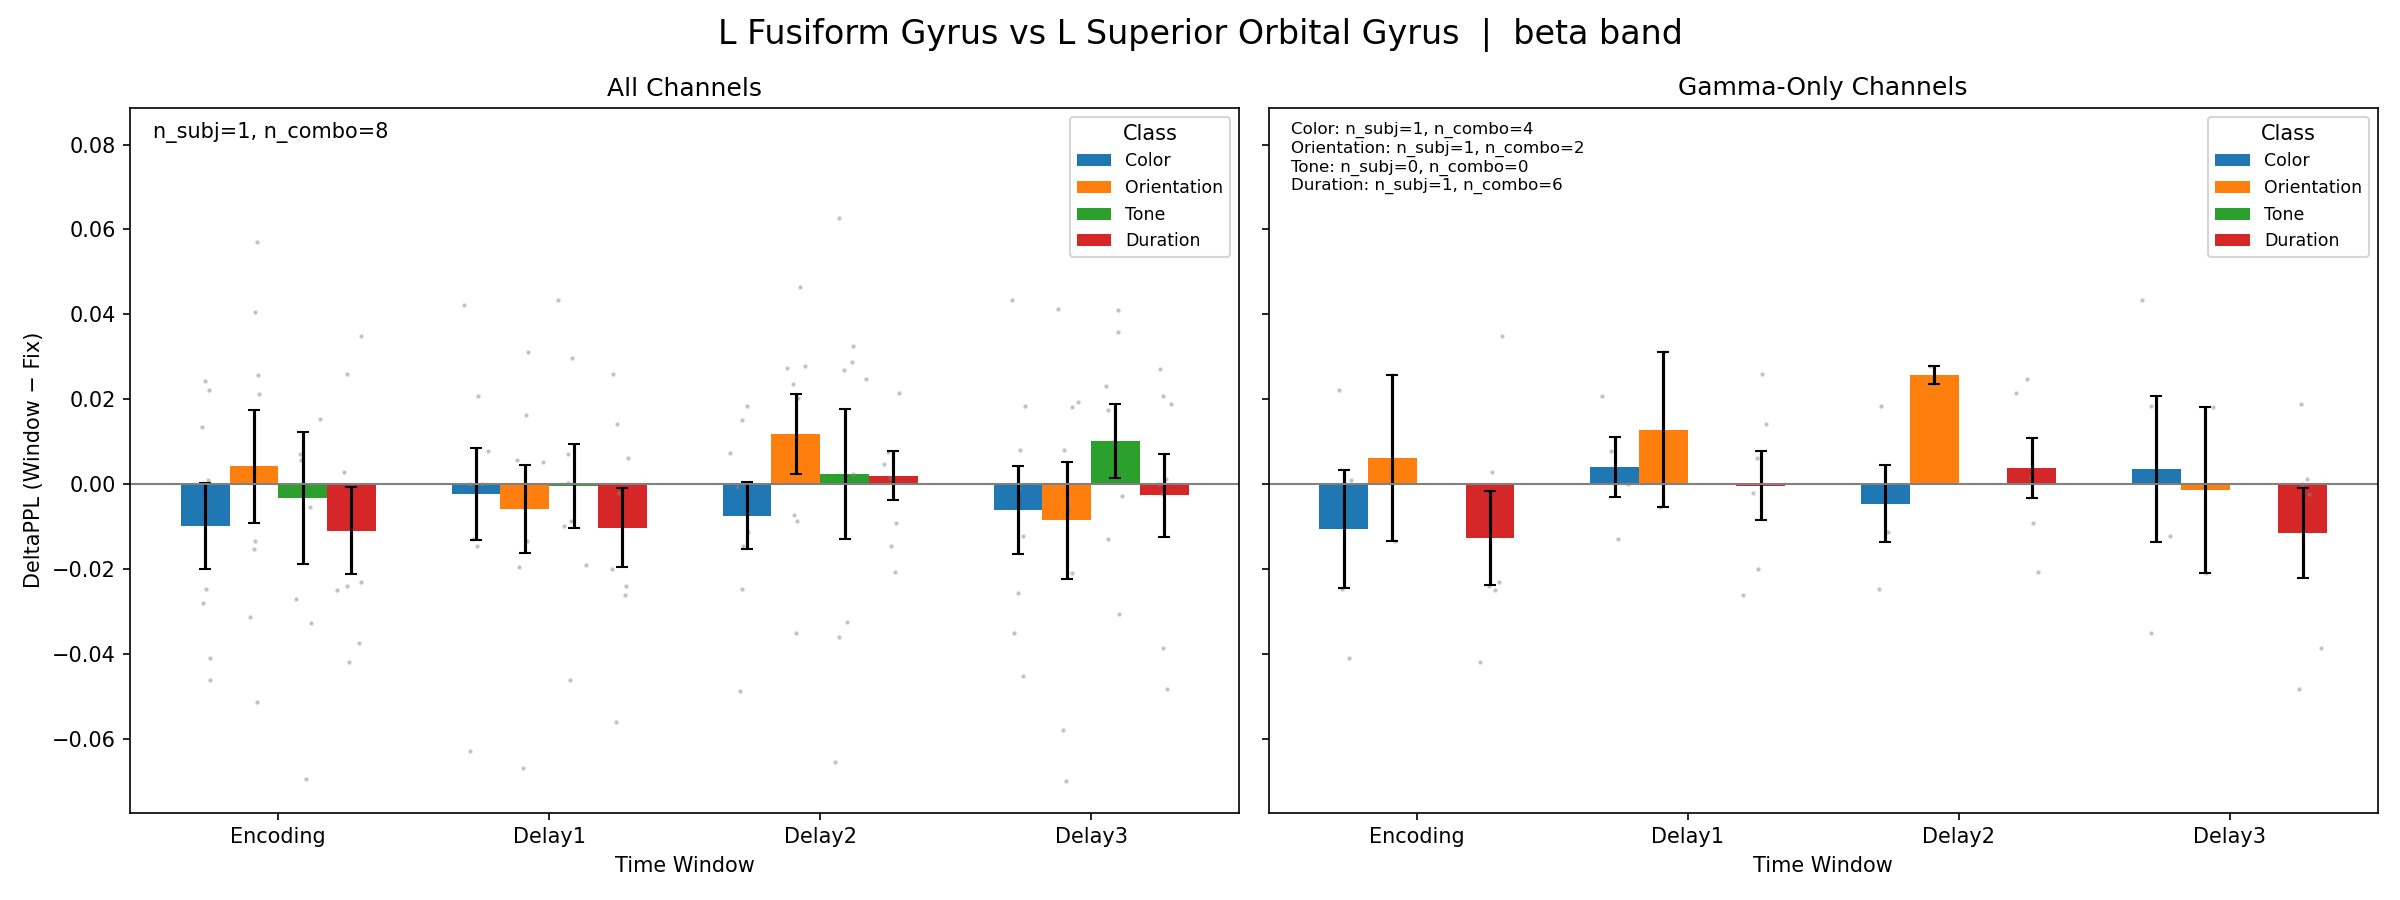 L Fusiform Gyrus vs L Superior Orbital Gyrus | beta band
All Channels
n_subj=1, n_combo=8
Class
Color
Orientation
Tone
Duration
DeltaPPL (Window − Fix)
0.08
0.06
0.04
0.02
0.00
−0.02
−0.04
−0.06
Encoding
Delay1
Delay2
Delay3
Time Window
Gamma-Only Channels
Color: n_subj=1, n_combo=4
Orientation: n_subj=1, n_combo=2
Tone: n_subj=0, n_combo=0
Duration: n_subj=1, n_combo=6
Class
Color
Orientation
Tone
Duration
Encoding
Delay1
Delay2
Delay3
Time Window